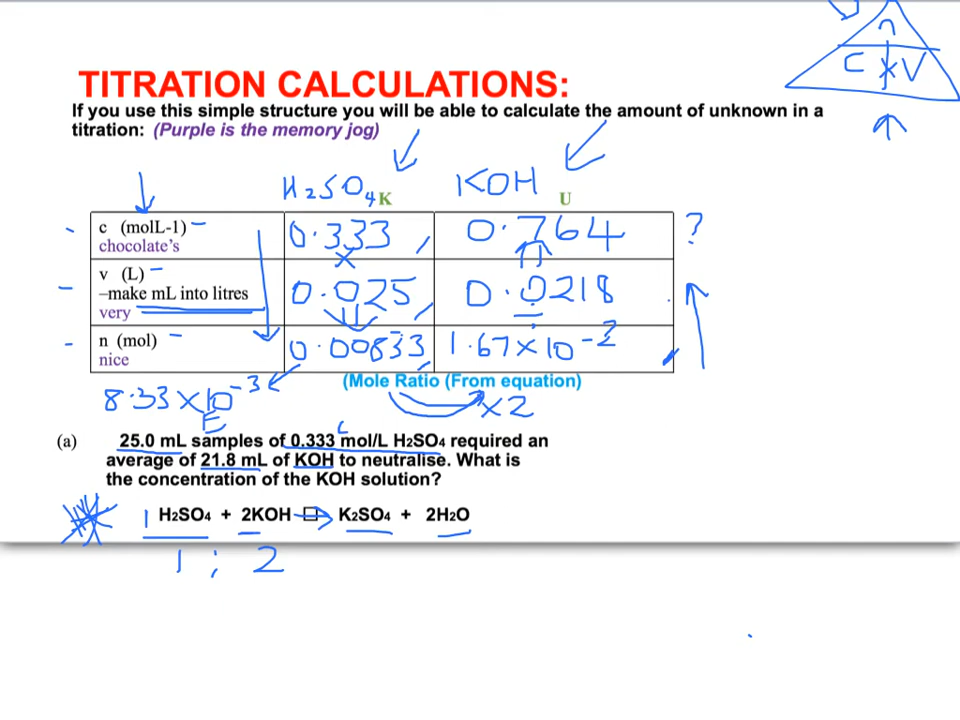 n
C x V
TITRATION CALCULATIONS:
If you use this simple structure you will be able to calculate the amount of unknown in a
titration: (Purple is the memory jog)
H₂SO₄ K KOH U
c (molL-1) 0.333 0.764 ?
chocolate's x
v (L)
–make mL into litres 0.025 0.0218
very
n (mol) 0.00833 1.67 x 10⁻²
nice
(Mole Ratio (From equation)
8.33 x 10⁻³ x 2
(a) 25.0 mL samples of 0.333 mol/L H₂SO₄ required an
average of 21.8 mL of KOH to neutralise. What is
the concentration of the KOH solution?
1 H₂SO₄ + 2KOH → K₂SO₄ + 2H₂O
1 : 2